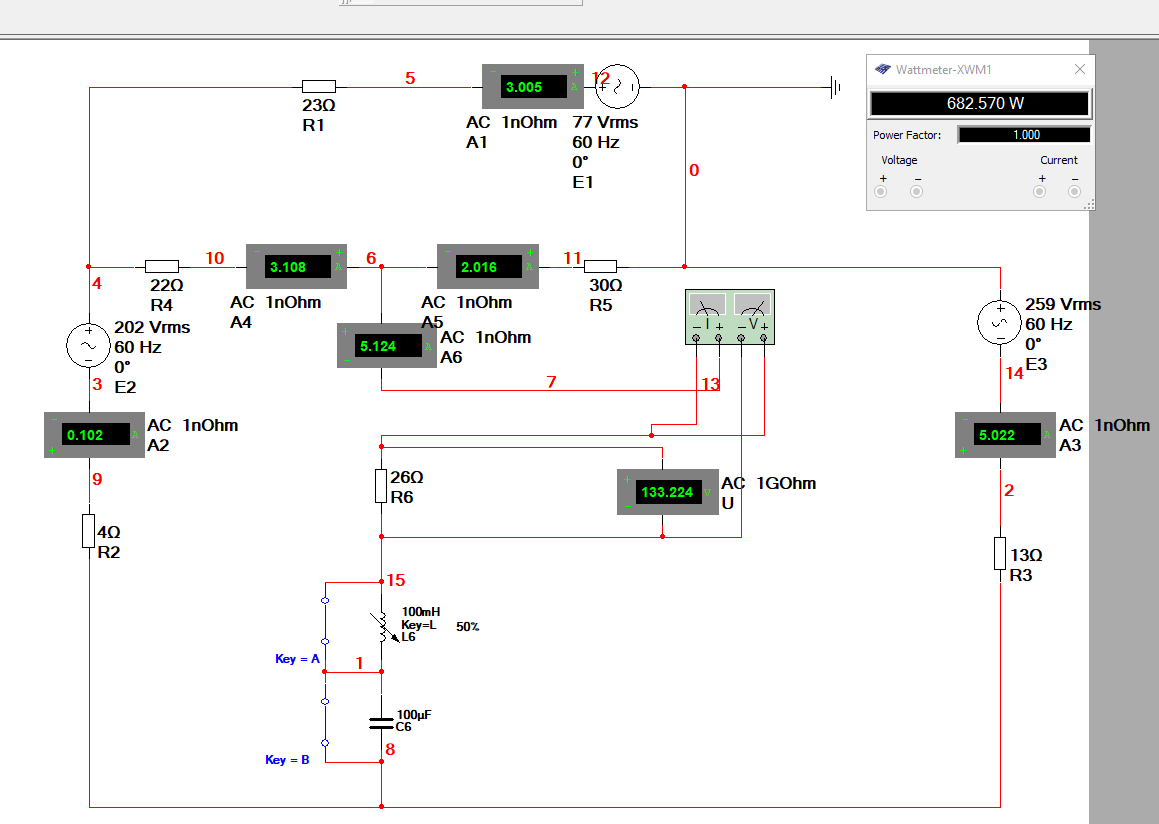 Wattmeter-XWM1
682.570 W
Power Factor:
1.000
Voltage
Current
+
−
+
−
5
3.005
A
12
23Ω
R1
AC 1nOhm
A1
77 Vrms
60 Hz
0°
E1
0
10
3.108
A
6
2.016
A
11
4
22Ω
R4
AC 1nOhm
A4
AC 1nOhm
A5
30Ω
R5
202 Vrms
60 Hz
0°
E2
5.124
A
AC 1nOhm
A6
I
V
− + − +
259 Vrms
60 Hz
0°
E3
3
7
13
14
0.102
A
AC 1nOhm
A2
5.022
A
AC 1nOhm
A3
9
26Ω
R6
133.224
V
AC 1GOhm
U
2
4Ω
R2
13Ω
R3
15
100mH
Key=L
L6
50%
Key = A
1
100µF
C6
8
Key = B